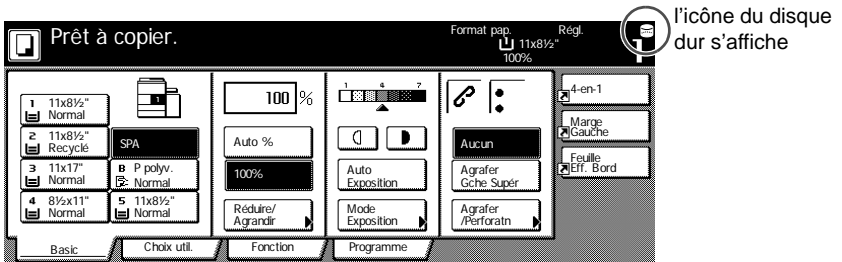 Prêt à copier.
Format pap.
Régl.
11x8½"
100%
1
l'icône du disque
dur s'affiche
1 11x8½"
Normal
2 11x8½"
Recyclé
3 11x17"
Normal
4 8½x11"
Normal
1
SPA
B P polyv.
Normal
5 11x8½"
Normal
100 %
Auto %
100%
Réduire/
Agrandir
1 4 7
Auto
Exposition
Mode
Exposition
Aucun
Agrafer
Gche Supér
Agrafer
/Perforatn
4-en-1
Marge
Gauche
Feuille
Eff. Bord
Basic
Choix util.
Fonction
Programme